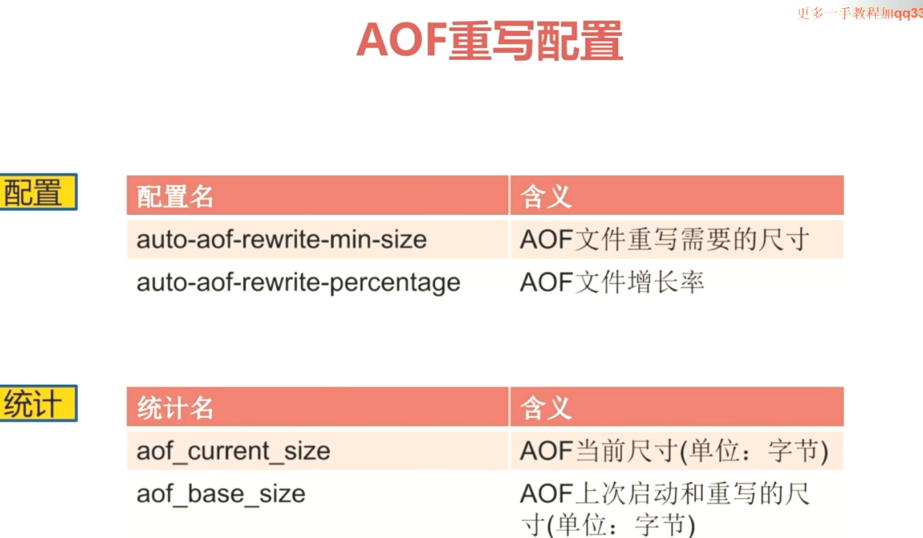 更多一手教程加qq33
AOF重写配置
配置
配置名 含义
auto-aof-rewrite-min-size AOF文件重写需要的尺寸
auto-aof-rewrite-percentage AOF文件增长率
统计
统计名 含义
aof_current_size AOF当前尺寸(单位：字节)
aof_base_size AOF上次启动和重写的尺
寸(单位：字节)